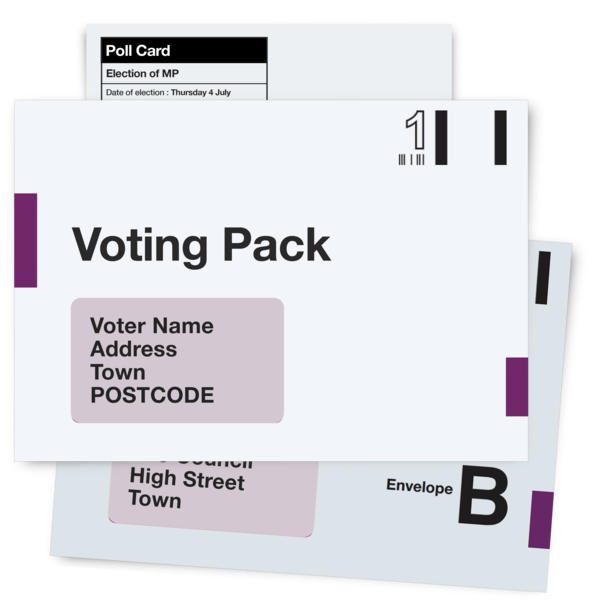 Poll Card
Election of MP
Date of election : Thursday 4 July
1
Voting Pack
Voter Name
Address
Town
POSTCODE
Council
High Street
Town
Envelope B